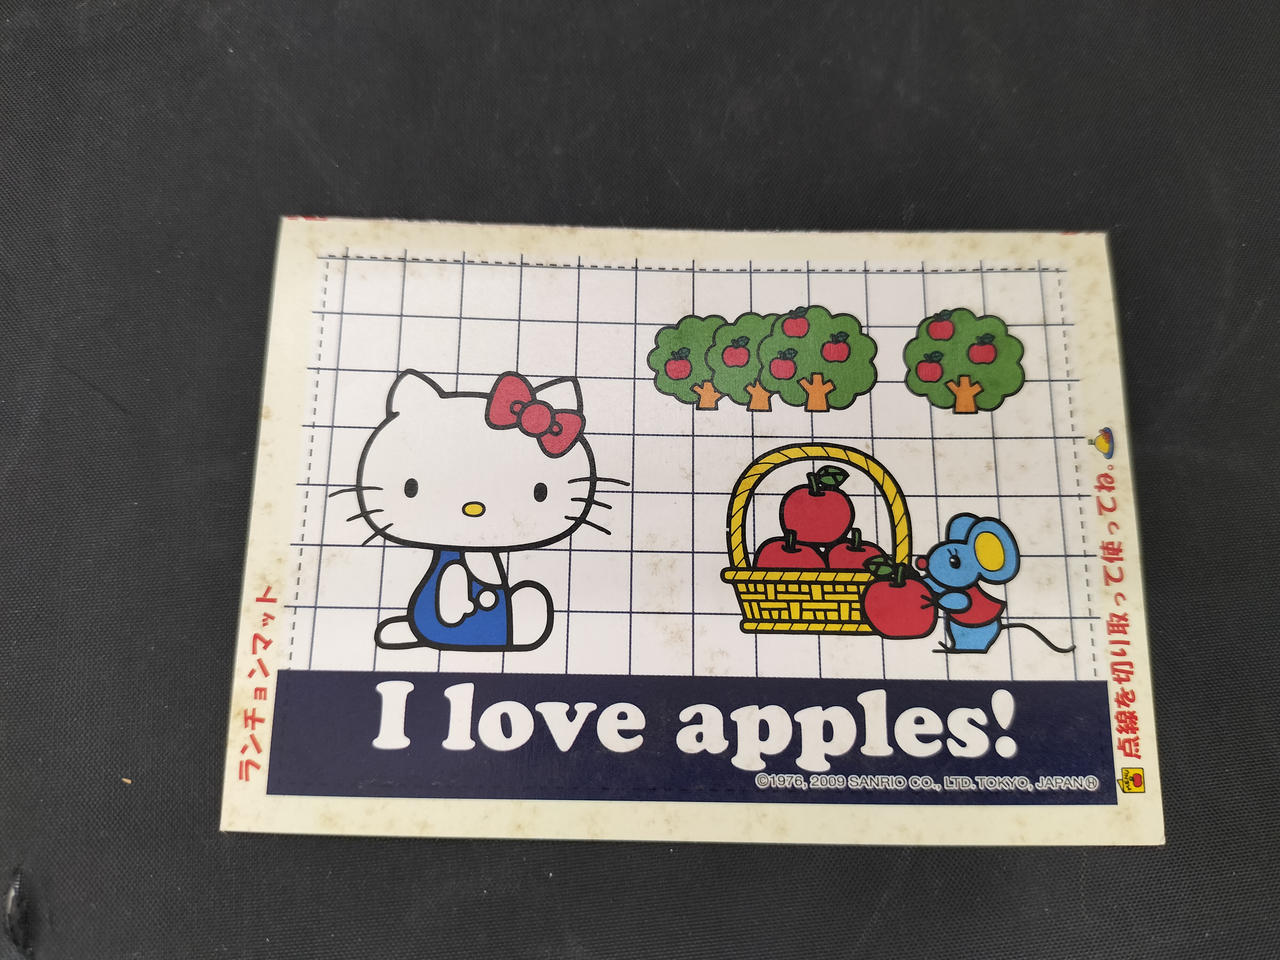 ランチョンマット
I love apples!
©1976, 2009 SANRIO CO., LTD. TOKYO, JAPAN Ⓗ
点線を切り取って使ってね。